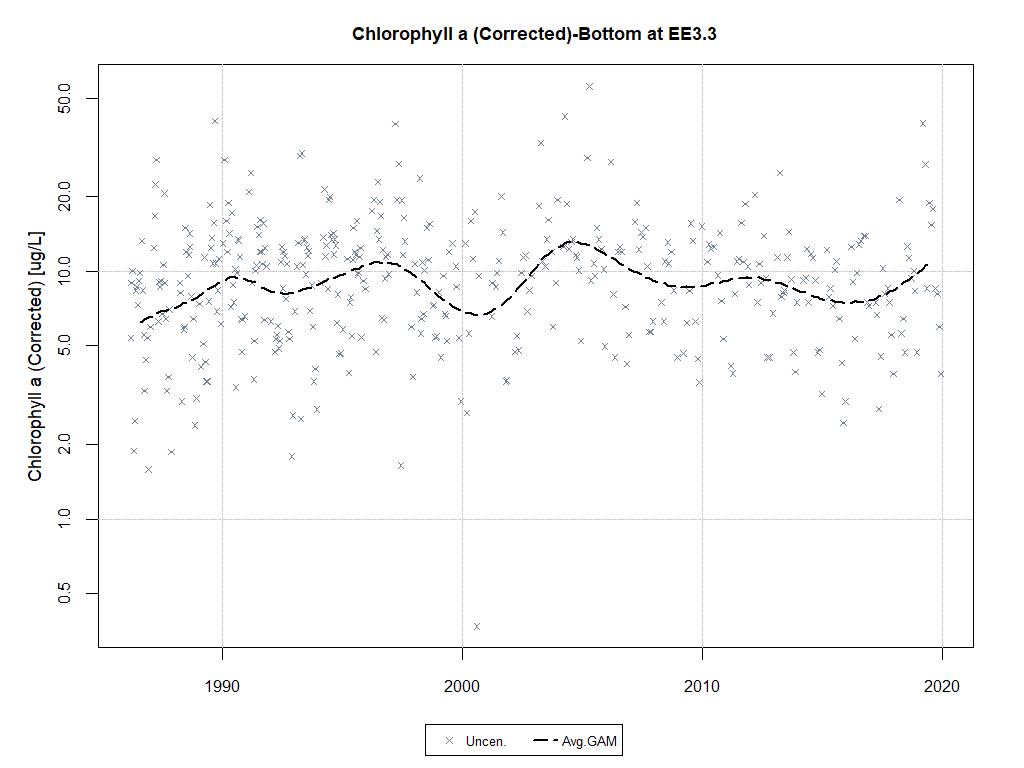 Chlorophyll a (Corrected)-Bottom at EE3.3
Chlorophyll a (Corrected) [ug/L]
50.0
20.0
10.0
5.0
2.0
1.0
0.5
1990 2000 2010 2020
Uncen. Avg.GAM